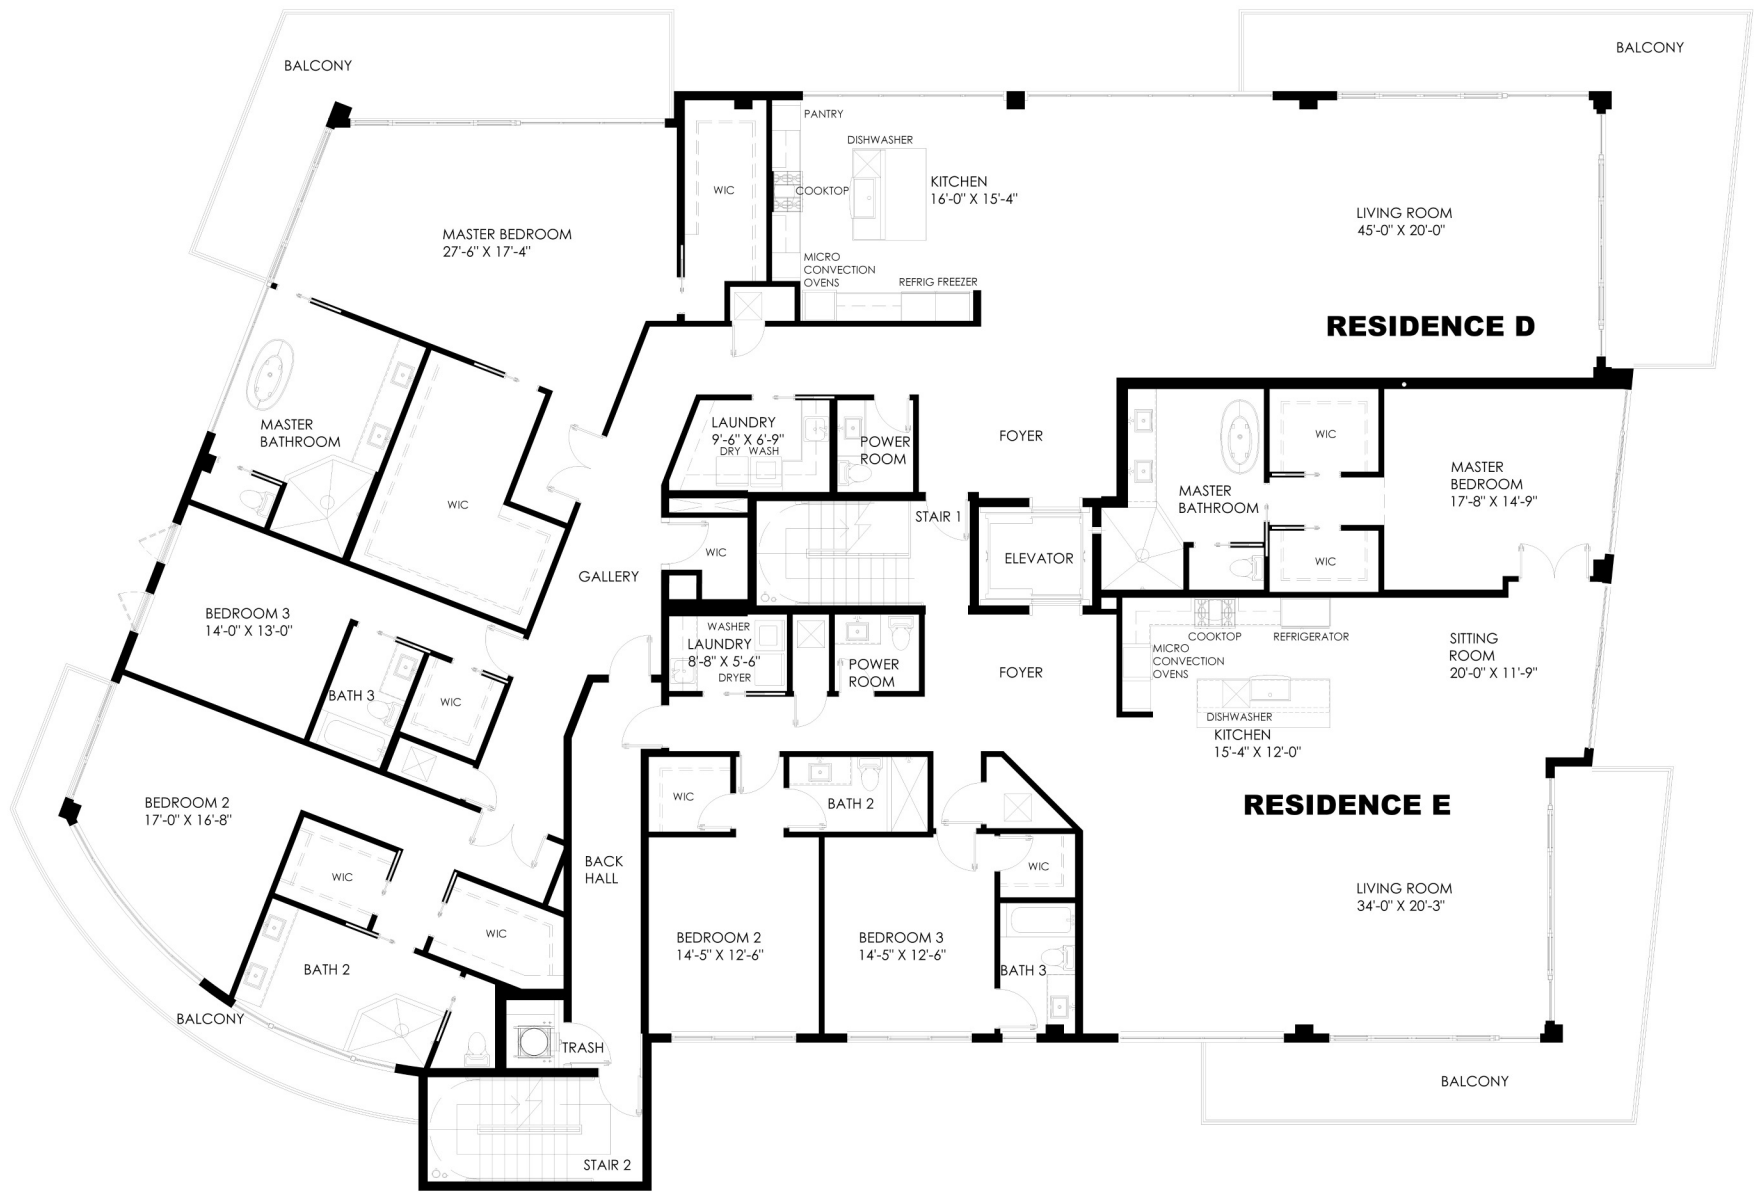 BALCONY
BALCONY
PANTRY
DISHWASHER
COOKTOP
KITCHEN
16'-0" X 15'-4"
WIC
MASTER BEDROOM
27'-6" X 17'-4"
LIVING ROOM
45'-0" X 20'-0"
MICRO
CONVECTION
OVENS
REFRIG FREEZER
RESIDENCE D
MASTER
BATHROOM
LAUNDRY
9'-6" X 6'-9"
DRY WASH
POWER
ROOM
FOYER
WIC
MASTER
BEDROOM
17'-8" X 14'-9"
MASTER
BATHROOM
WIC
STAIR 1
WIC
ELEVATOR
WIC
GALLERY
BEDROOM 3
14'-0" X 13'-0"
WASHER
LAUNDRY
8'-8" X 5'-6"
DRYER
POWER
ROOM
FOYER
COOKTOP
REFRIGERATOR
MICRO
CONVECTION
OVENS
SITTING
ROOM
20'-0" X 11'-9"
BATH 3
WIC
DISHWASHER
KITCHEN
15'-4" X 12'-0"
BEDROOM 2
17'-0" X 16'-8"
WIC
BATH 2
RESIDENCE E
WIC
BACK
HALL
WIC
LIVING ROOM
34'-0" X 20'-3"
WIC
BEDROOM 2
14'-5" X 12'-6"
BEDROOM 3
14'-5" X 12'-6"
BATH 2
BATH 3
BALCONY
TRASH
BALCONY
STAIR 2